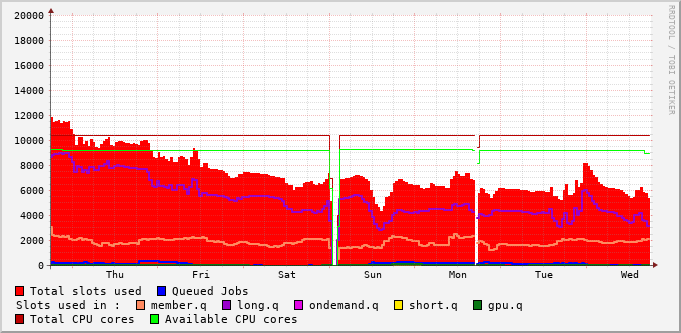 RRDTOOL / TOBI OETIKER
20000
18000
16000
14000
12000
10000
8000
6000
4000
2000
0
Thu Fri Sat Sun Mon Tue Wed
Total slots used Queued Jobs
Slots used in : member.q long.q ondemand.q short.q gpu.q
Total CPU cores Available CPU cores